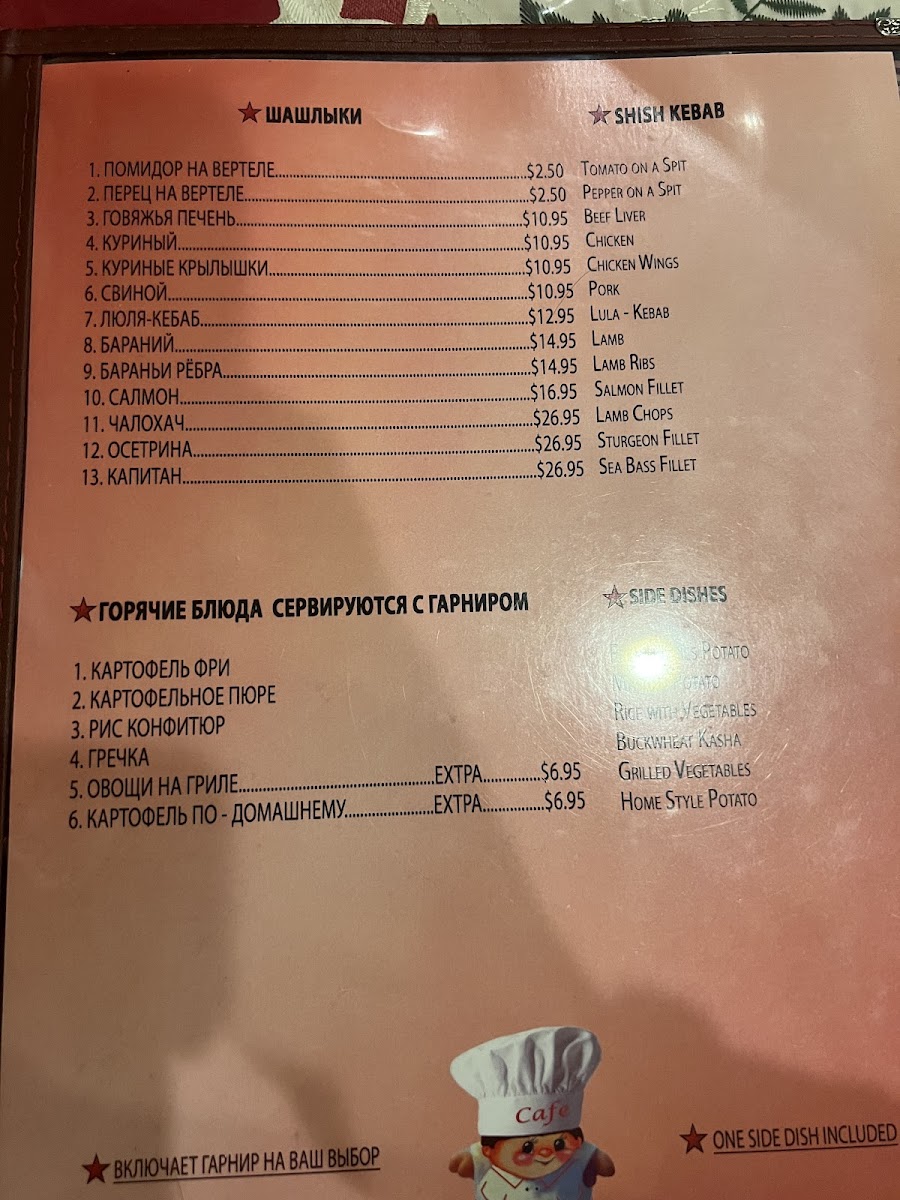 ★ ШАШЛЫКИ ★ SHISH KEBAB
1. ПОМИДОР НА ВЕРТЕЛЕ....................$2.50 TOMATO ON A SPIT
2. ПЕРЕЦ НА ВЕРТЕЛЕ....................$2.50 PEPPER ON A SPIT
3. ГОВЯЖЬЯ ПЕЧЕНЬ....................$10.95 BEEF LIVER
4. КУРИНЫЙ....................$10.95 CHICKEN
5. КУРИНЫЕ КРЫЛЫШКИ....................$10.95 CHICKEN WINGS
6. СВИНОЙ....................$10.95 PORK
7. ЛЮЛЯ-КЕБАБ....................$12.95 LULA - KEBAB
8. БАРАНИЙ....................$14.95 LAMB
9. БАРАНЬИ РЁБРА....................$14.95 LAMB RIBS
10. САЛМОН....................$16.95 SALMON FILLET
11. ЧАЛОХАЧ....................$26.95 LAMB CHOPS
12. ОСЕТРИНА....................$26.95 STURGEON FILLET
13. КАПИТАН....................$26.95 SEA BASS FILLET
★ ГОРЯЧИЕ БЛЮДА СЕРВИРУЮТСЯ С ГАРНИРОМ ★ SIDE DISHES
1. КАРТОФЕЛЬ ФРИ POTATO
2. КАРТОФЕЛЬНОЕ ПЮРЕ POTATO
3. РИС КОНФИТЮР RICE WITH VEGETABLES
4. ГРЕЧКА BUCKWHEAT KASHA
5. ОВОЩИ НА ГРИЛЕ....................EXTRA.............$6.95 GRILLED VEGETABLES
6. КАРТОФЕЛЬ ПО - ДОМАШНЕМУ....................EXTRA.............$6.95 HOME STYLE POTATO
Cafe
★ ВКЛЮЧАЕТ ГАРНИР НА ВАШ ВЫБОР ★ ONE SIDE DISH INCLUDED